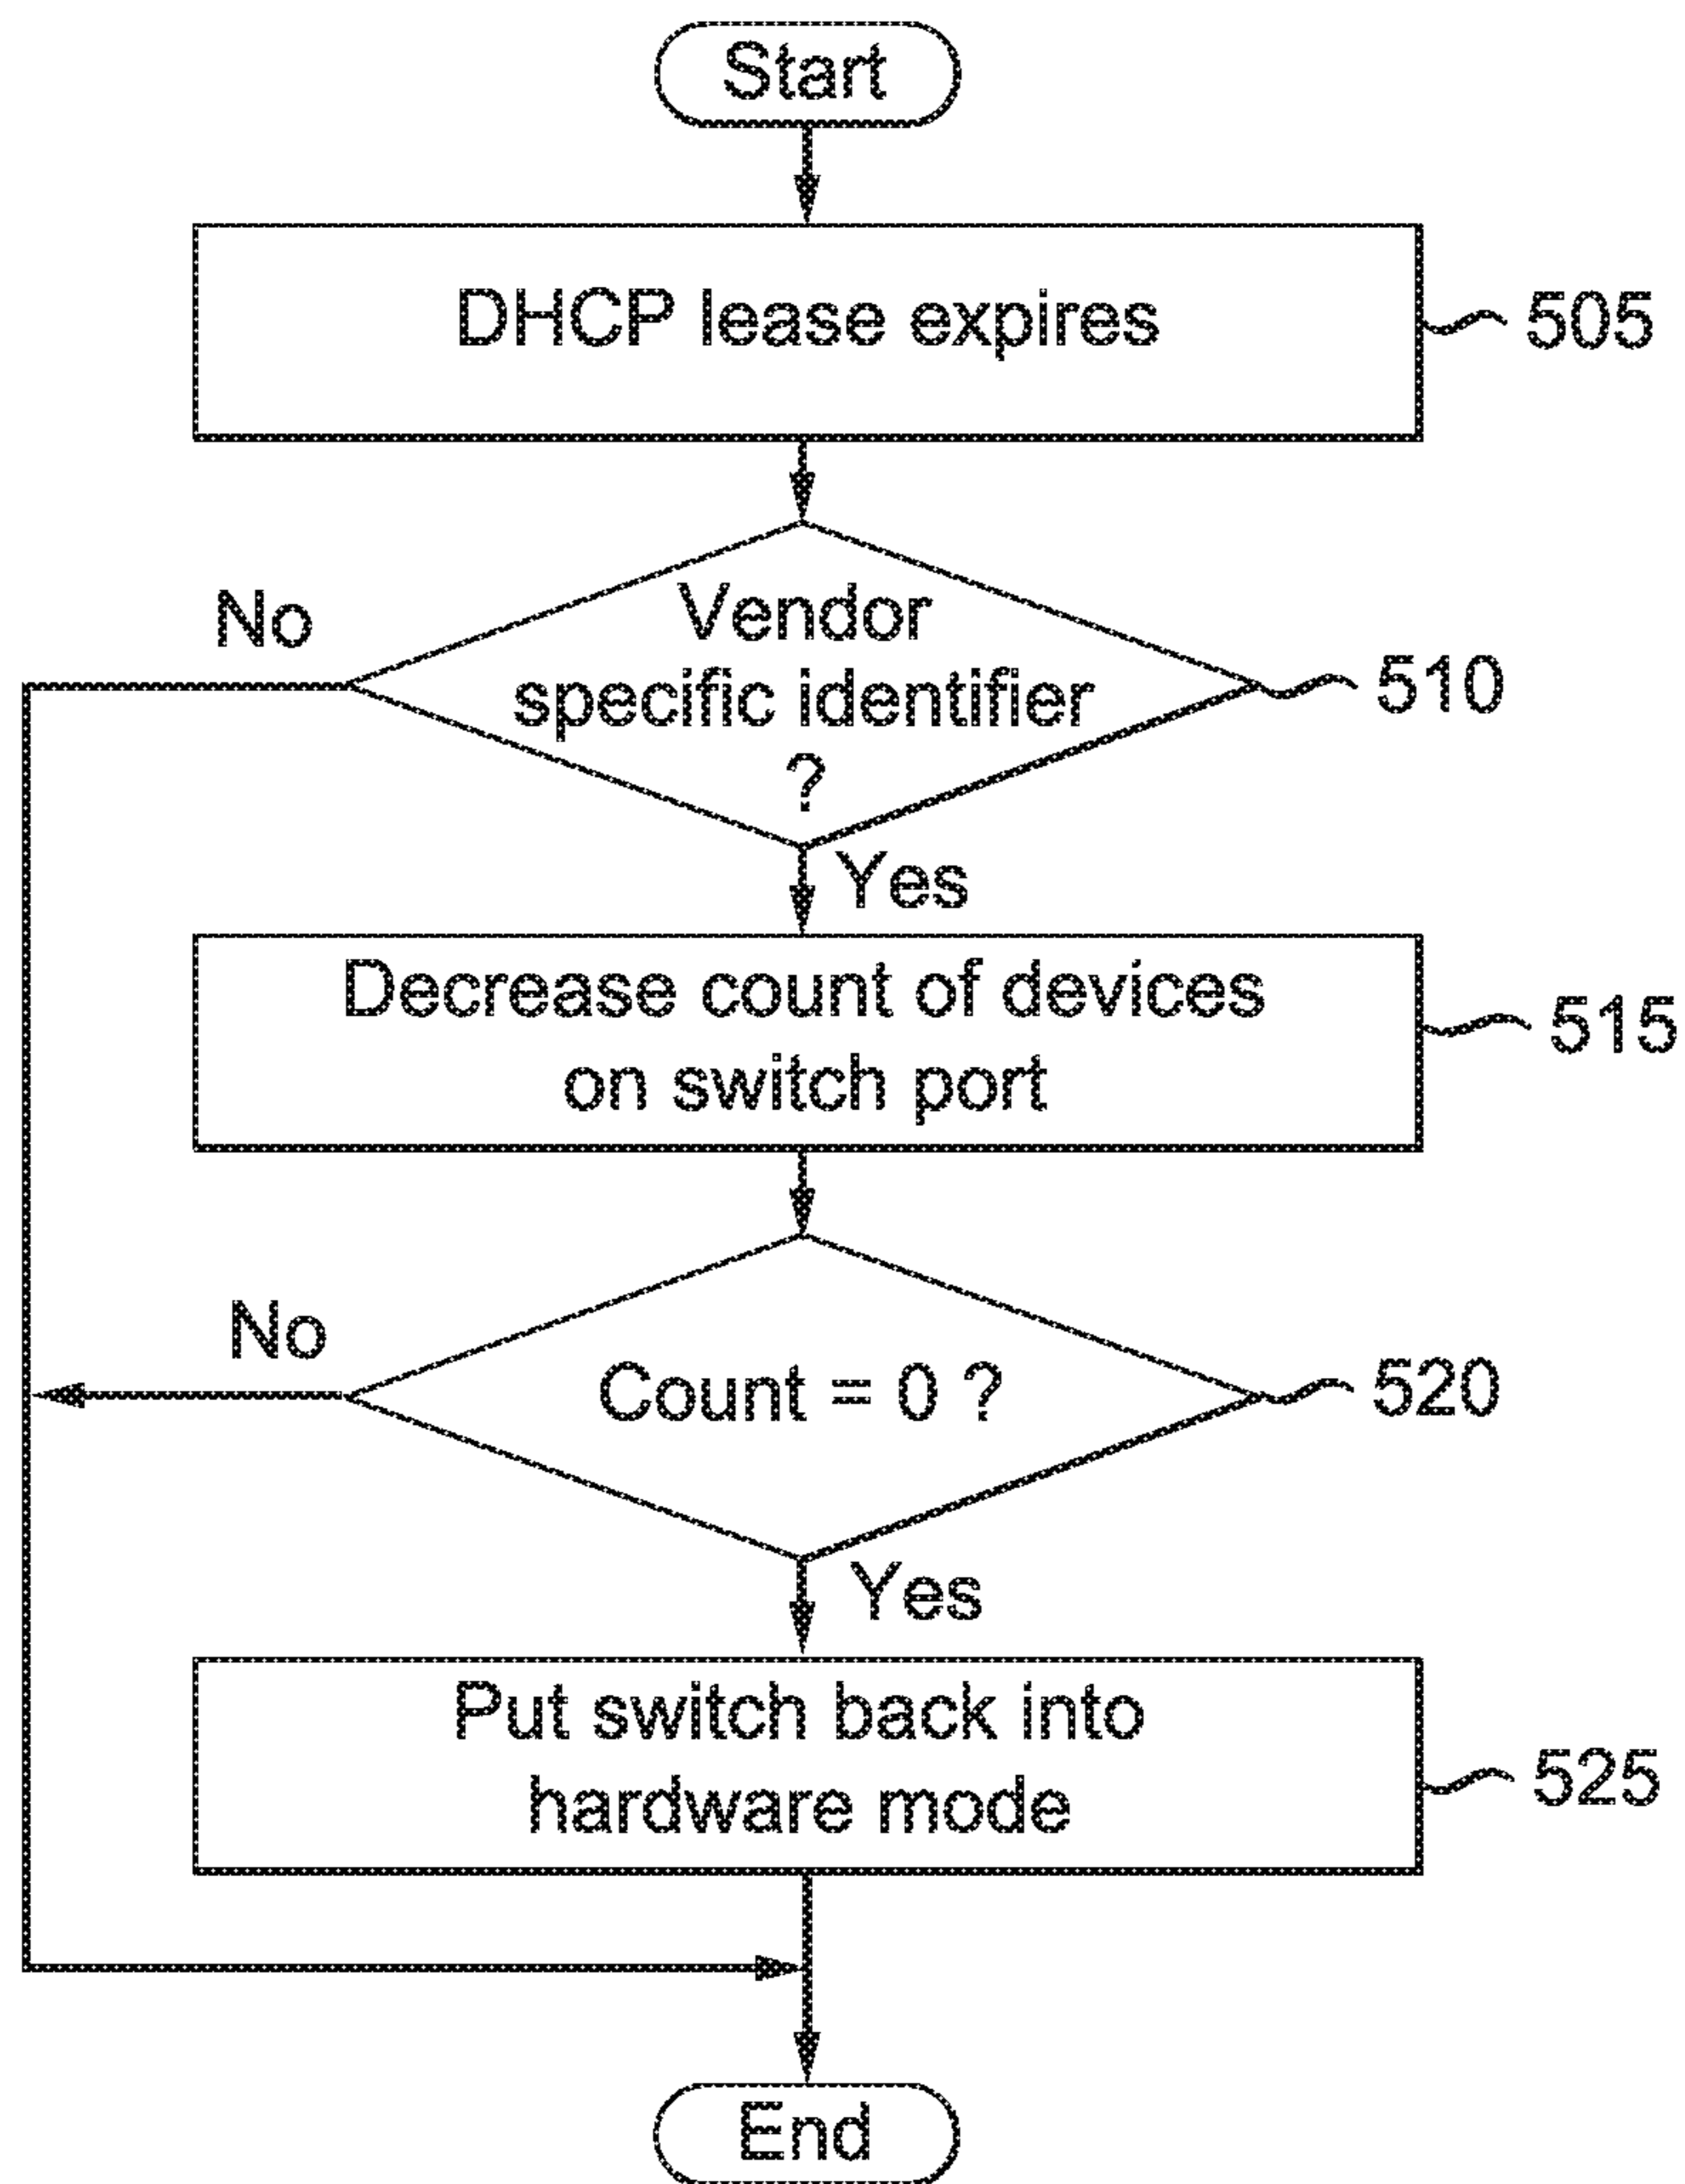 Start
DHCP lease expires
505
No
Vendor
specific identifier
?
510
Yes
Decrease count of devices
on switch port
515
No
Count = 0 ?
520
Yes
Put switch back into
hardware mode
525
End